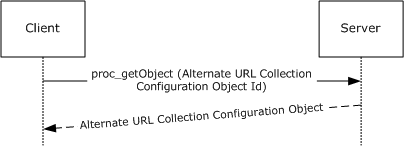 Client
Server
proc_getObject (Alternate URL Collection
Configuration Object Id)
Alternate URL Collection Configuration Object